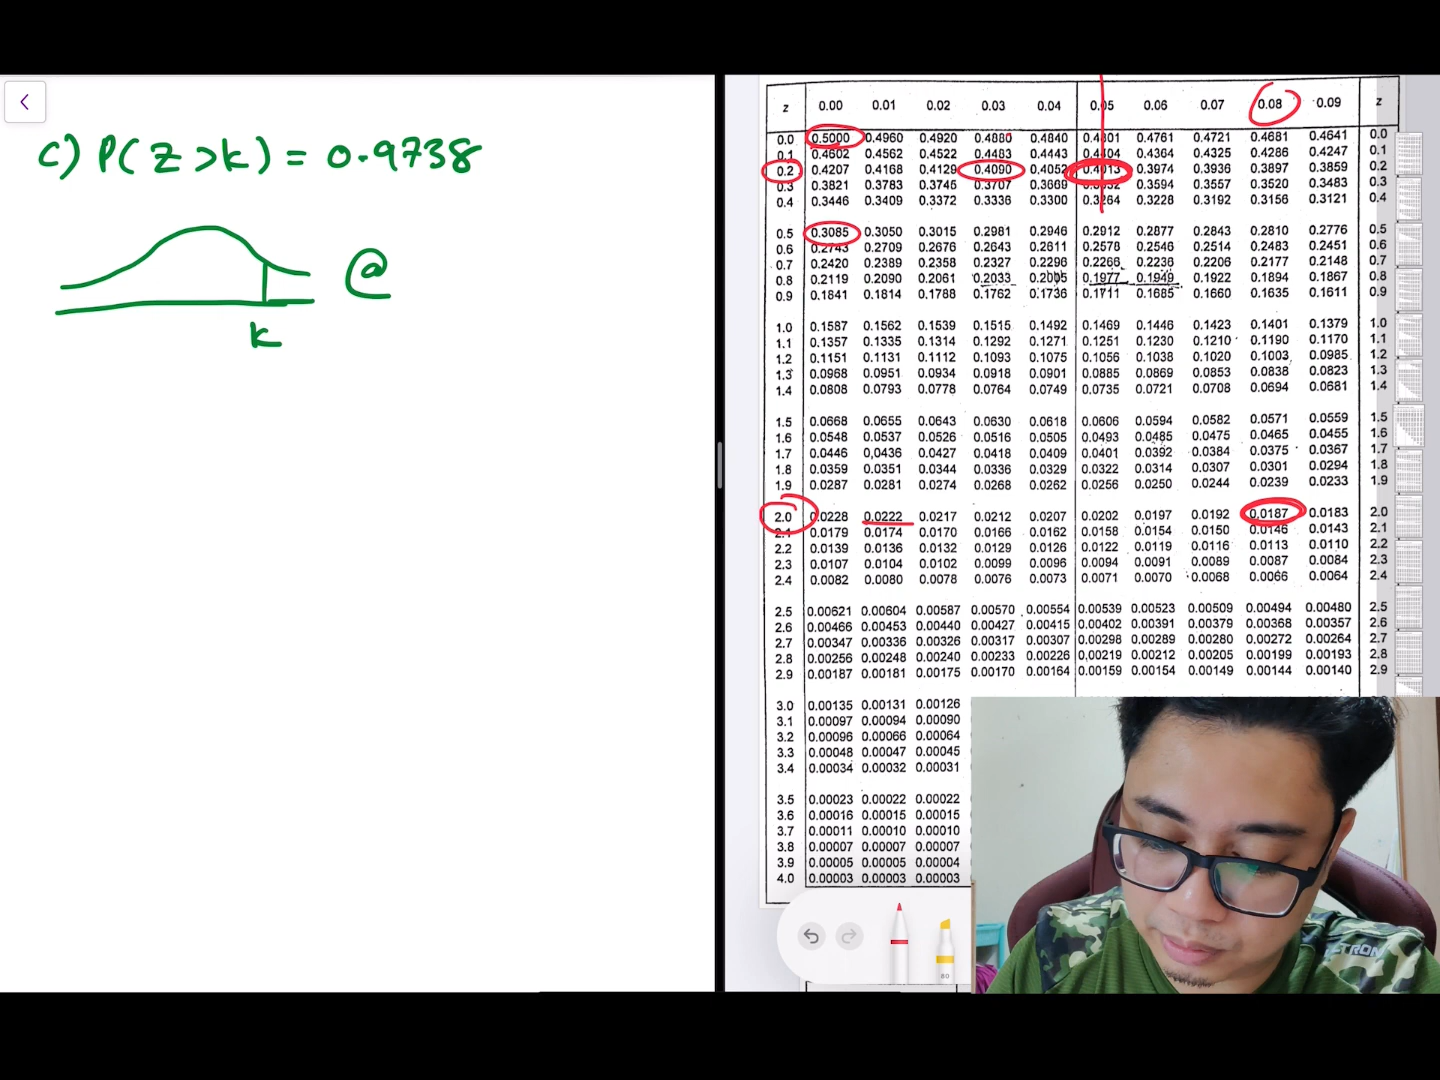 c) P(Z>k) = 0.9738
@
k
z 0.00 0.01 0.02 0.03 0.04 0.05 0.06 0.07 0.08 0.09 z
0.0 0.5000 0.4960 0.4920 0.4880 0.4840 0.4801 0.4761 0.4721 0.4681 0.4641 0.0
0.1 0.4602 0.4562 0.4522 0.4483 0.4443 0.4404 0.4364 0.4325 0.4286 0.4247 0.1
0.2 0.4207 0.4168 0.4129 0.4090 0.4052 0.4013 0.3974 0.3936 0.3897 0.3859 0.2
0.3 0.3821 0.3783 0.3745 0.3707 0.3669 0.3594 0.3557 0.3520 0.3483 0.3
0.4 0.3446 0.3409 0.3372 0.3336 0.3300 0.3264 0.3228 0.3192 0.3156 0.3121 0.4
0.5 0.3085 0.3050 0.3015 0.2981 0.2946 0.2912 0.2877 0.2843 0.2810 0.2776 0.5
0.6 0.2743 0.2709 0.2676 0.2643 0.2611 0.2578 0.2546 0.2514 0.2483 0.2451 0.6
0.7 0.2420 0.2389 0.2358 0.2327 0.2296 0.2266 0.2236 0.2206 0.2177 0.2148 0.7
0.8 0.2119 0.2090 0.2061 0.2033 0.2005 0.1977 0.1949 0.1922 0.1894 0.1867 0.8
0.9 0.1841 0.1814 0.1788 0.1762 0.1736 0.1711 0.1685 0.1660 0.1635 0.1611 0.9
1.0 0.1587 0.1562 0.1539 0.1515 0.1492 0.1469 0.1446 0.1423 0.1401 0.1379 1.0
1.1 0.1357 0.1335 0.1314 0.1292 0.1271 0.1251 0.1230 0.1210 0.1190 0.1170 1.1
1.2 0.1151 0.1131 0.1112 0.1093 0.1075 0.1056 0.1038 0.1020 0.1003 0.0985 1.2
1.3 0.0968 0.0951 0.0934 0.0918 0.0901 0.0885 0.0869 0.0853 0.0838 0.0823 1.3
1.4 0.0808 0.0793 0.0778 0.0764 0.0749 0.0735 0.0721 0.0708 0.0694 0.0681 1.4
1.5 0.0668 0.0655 0.0643 0.0630 0.0618 0.0606 0.0594 0.0582 0.0571 0.0559 1.5
1.6 0.0548 0.0537 0.0526 0.0516 0.0505 0.0493 0.0485 0.0475 0.0465 0.0455 1.6
1.7 0.0446 0,0436 0.0427 0.0418 0.0409 0.0401 0.0392 0.0384 0.0375 0.0367 1.7
1.8 0.0359 0.0351 0.0344 0.0336 0.0329 0.0322 0.0314 0.0307 0.0301 0.0294 1.8
1.9 0.0287 0.0281 0.0274 0.0268 0.0262 0.0256 0.0250 0.0244 0.0239 0.0233 1.9
2.0 0.0228 0.0222 0.0217 0.0212 0.0207 0.0202 0.0197 0.0192 0.0187 0.0183 2.0
2.1 0.0179 0.0174 0.0170 0.0166 0.0162 0.0158 0.0154 0.0150 0.0146 0.0143 2.1
2.2 0.0139 0.0136 0.0132 0.0129 0.0126 0.0122 0.0119 0.0116 0.0113 0.0110 2.2
2.3 0.0107 0.0104 0.0102 0.0099 0.0096 0.0094 0.0091 0.0089 0.0087 0.0084 2.3
2.4 0.0082 0.0080 0.0078 0.0076 0.0073 0.0071 0.0070 0.0068 0.0066 0.0064 2.4
2.5 0.00621 0.00604 0.00587 0.00570 0.00554 0.00539 0.00523 0.00509 0.00494 0.00480 2.5
2.6 0.00466 0.00453 0.00440 0.00427 0.00415 0.00402 0.00391 0.00379 0.00368 0.00357 2.6
2.7 0.00347 0.00336 0.00326 0.00317 0.00307 0.00298 0.00289 0.00280 0.00272 0.00264 2.7
2.8 0.00256 0.00248 0.00240 0.00233 0.00226 0.00219 0.00212 0.00205 0.00199 0.00193 2.8
2.9 0.00187 0.00181 0.00175 0.00170 0.00164 0.00159 0.00154 0.00149 0.00144 0.00140 2.9
3.0 0.00135 0.00131 0.00126
3.1 0.00097 0.00094 0.00090
3.2 0.00096 0.00066 0.00064
3.3 0.00048 0.00047 0.00045
3.4 0.00034 0.00032 0.00031
3.5 0.00023 0.00022 0.00022
3.6 0.00016 0.00015 0.00015
3.7 0.00011 0.00010 0.00010
3.8 0.00007 0.00007 0.00007
3.9 0.00005 0.00005 0.00004
4.0 0.00003 0.00003 0.00003
80